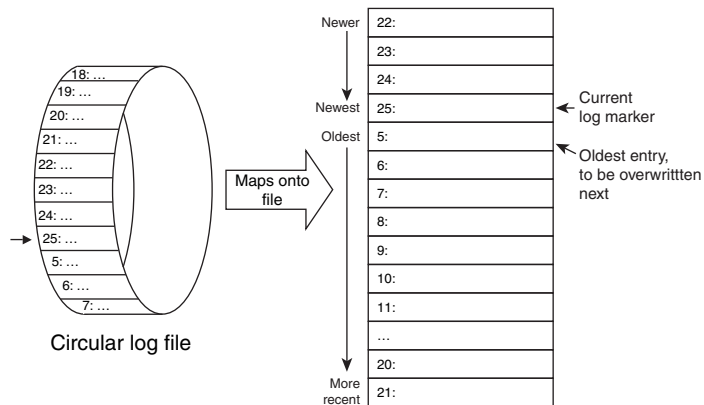 18: ...
19: ...
20: ...
21: ...
22: ...
23: ...
24: ...
25: ...
5: ...
6: ...
7: ...
Circular log file
Maps onto
file
Newer
Newest
Oldest
More
recent
22:
23:
24:
25:
5:
6:
7:
8:
9:
10:
11:
...
20:
21:
Current
log marker
Oldest entry,
to be overwrittten
next